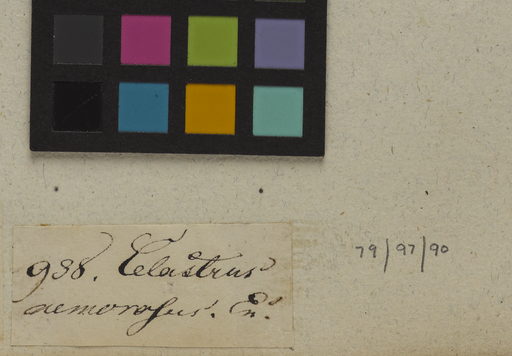 938. Celastrus
nemorosus. E.
79/97/90